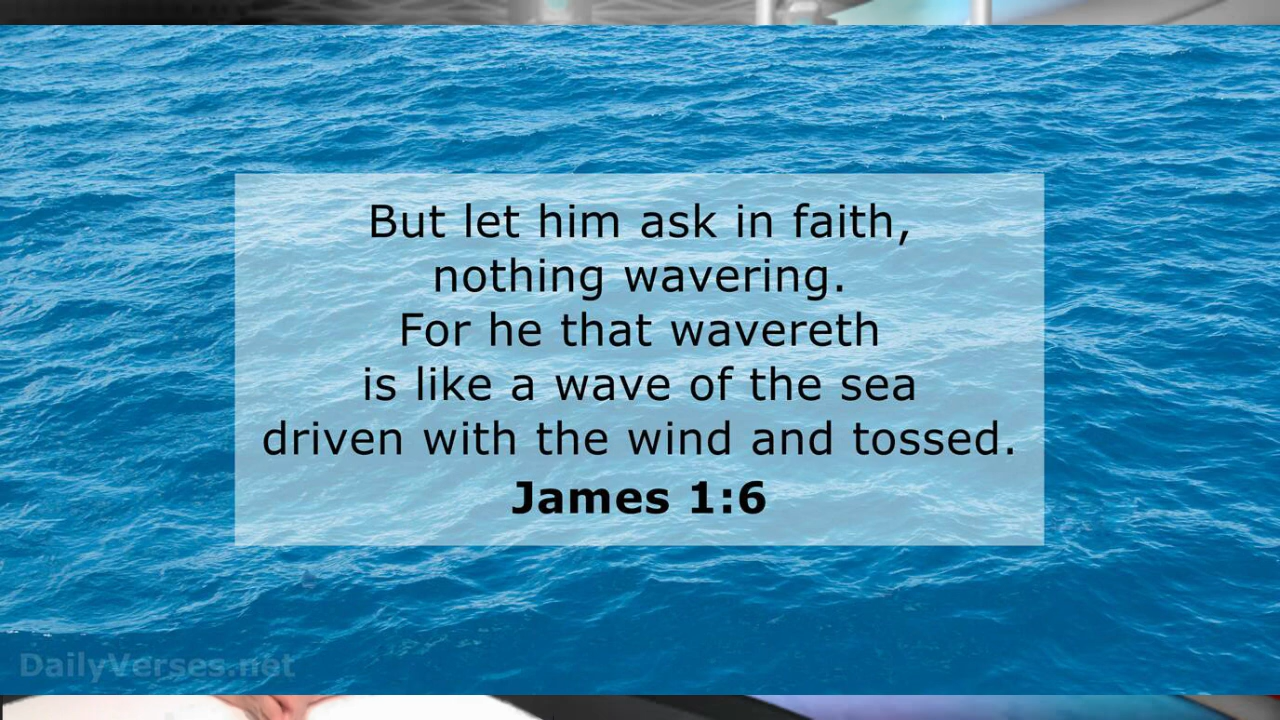 But let him ask in faith,
nothing wavering.
For he that wavereth
is like a wave of the sea
driven with the wind and tossed.
James 1:6
DailyVerses.net